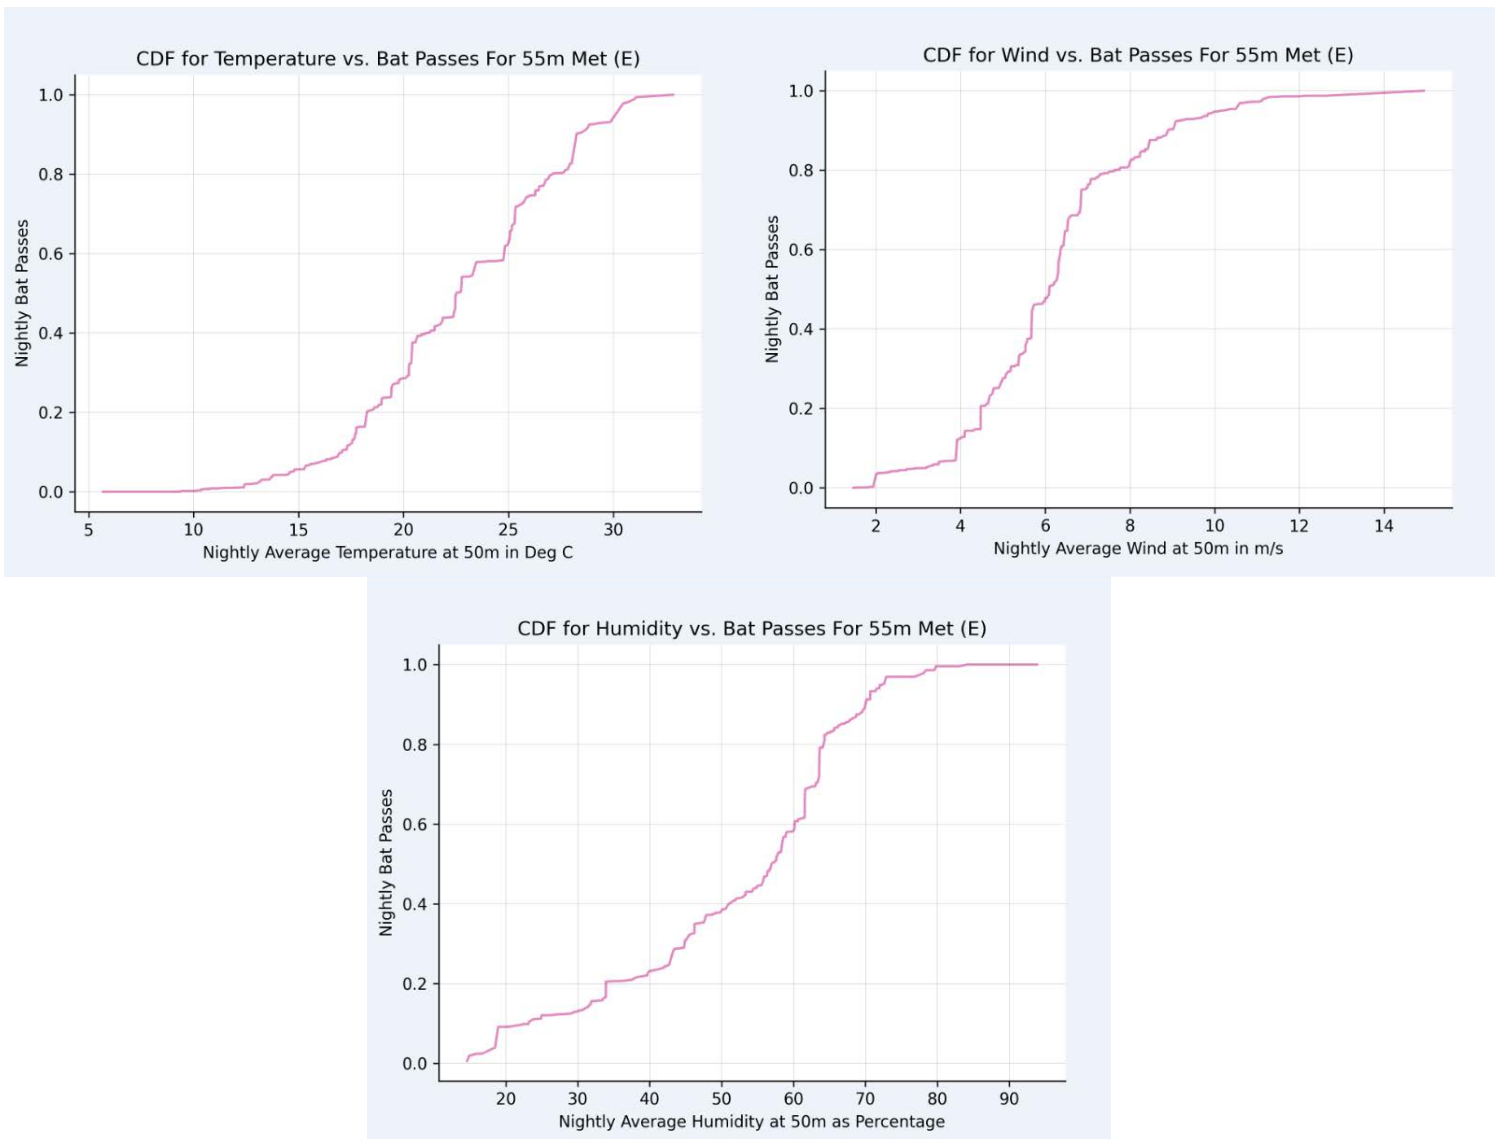 CDF for Temperature vs. Bat Passes For 55m Met (E)
1.0
0.8
0.6
0.4
0.2
0.0
Nightly Bat Passes
5 10 15 20 25 30
Nightly Average Temperature at 50m in Deg C
CDF for Wind vs. Bat Passes For 55m Met (E)
1.0
0.8
0.6
0.4
0.2
0.0
Nightly Bat Passes
2 4 6 8 10 12 14
Nightly Average Wind at 50m in m/s
CDF for Humidity vs. Bat Passes For 55m Met (E)
1.0
0.8
0.6
0.4
0.2
0.0
Nightly Bat Passes
20 30 40 50 60 70 80 90
Nightly Average Humidity at 50m as Percentage